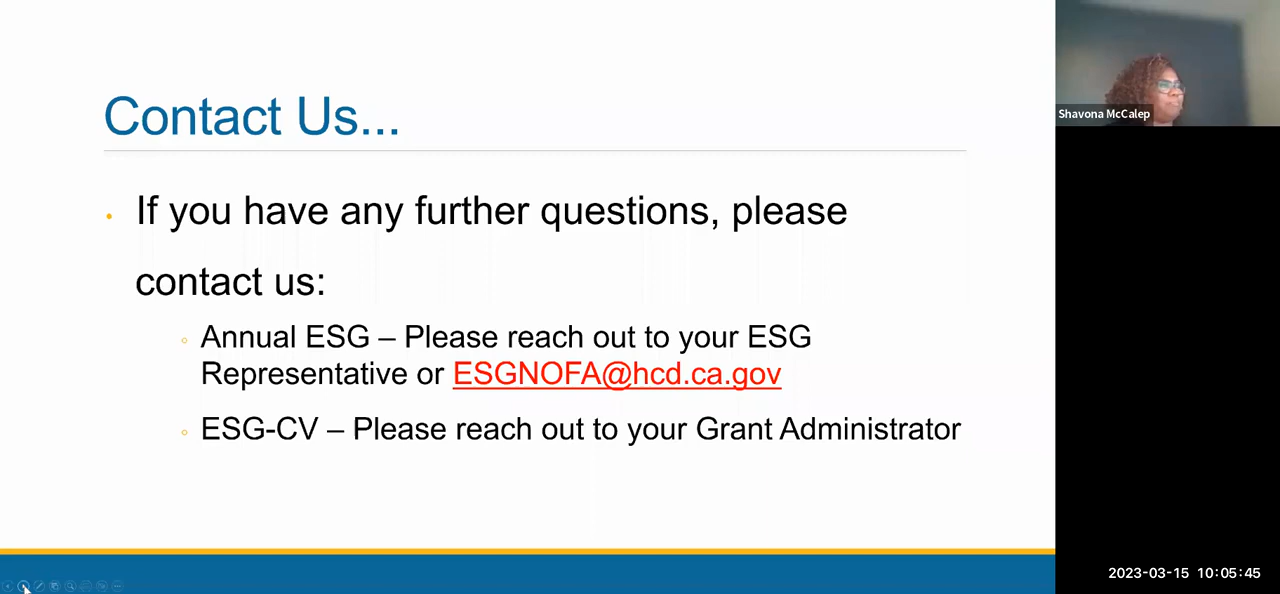 Contact Us...
If you have any further questions, please
contact us:
Annual ESG – Please reach out to your ESG
Representative or ESGNOFA@hcd.ca.gov
ESG-CV – Please reach out to your Grant Administrator
Shavona McCalep
2023-03-15 10:05:45